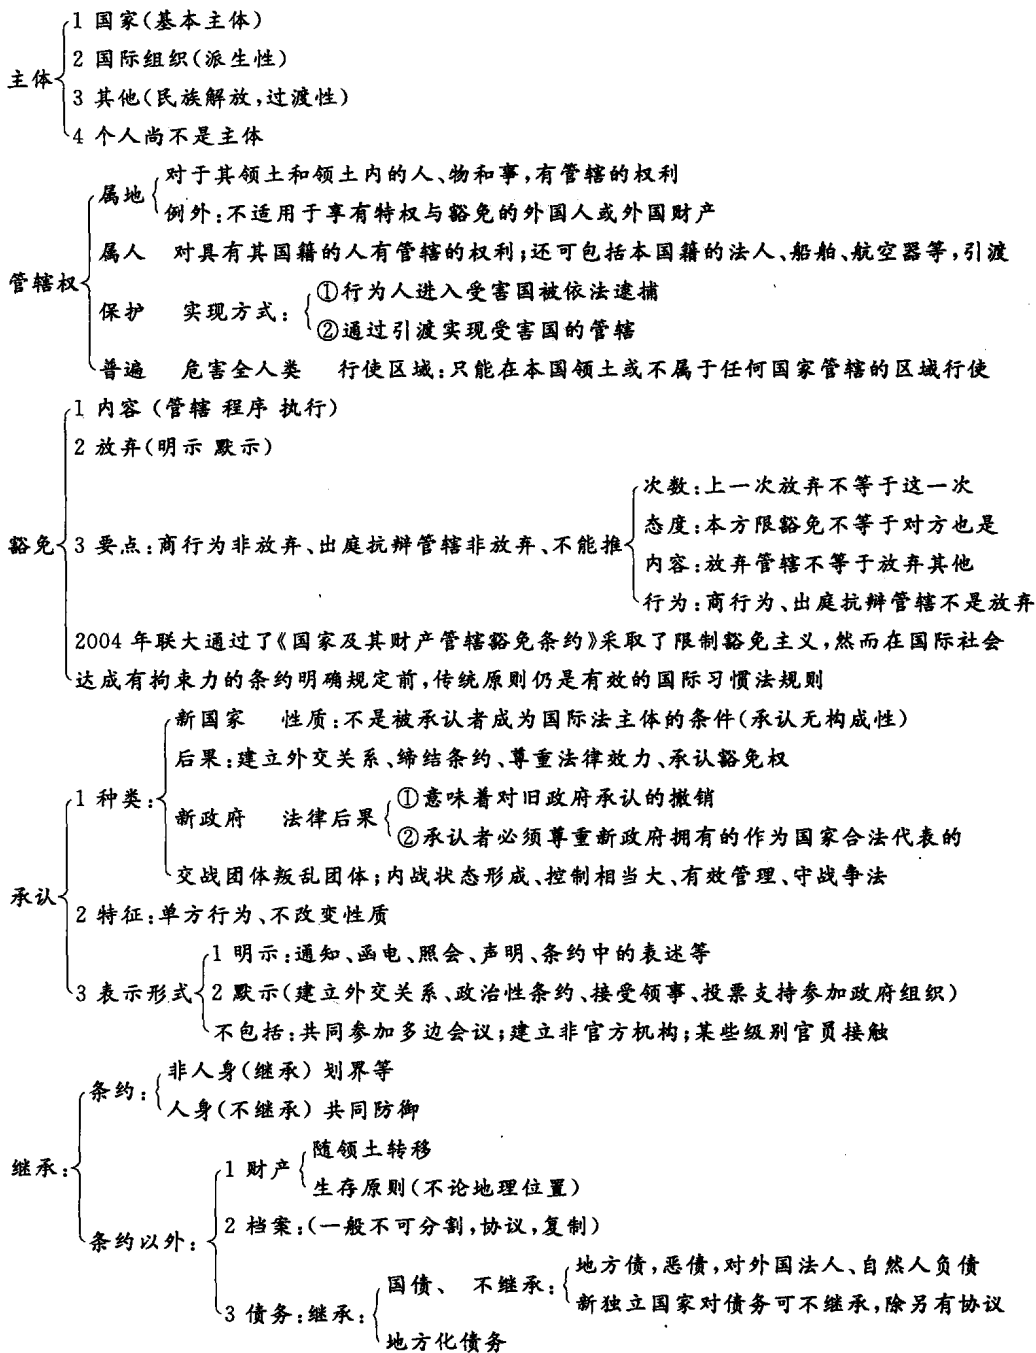 1 国家(基本主体)
2 国际组织(派生性)
主体
3 其他(民族解放,过渡性)
4 个人尚不是主体
对于其领土和领土内的人、物和事,有管辖的权利
属地
例外:不适用于享有特权与豁免的外国人或外国财产
属人 对具有其国籍的人有管辖的权利;还可包括本国籍的法人、船舶、航空器等,引渡
管辖权
①行为人进入受害国被依法逮捕
保护 实现方式:
②通过引渡实现受害国的管辖
普遍 危害全人类 行使区域:只能在本国领土或不属于任何国家管辖的区域行使
1 内容(管辖 程序 执行)
2 放弃(明示 默示)
次数:上一次放弃不等于这一次
态度:本方限豁免不等于对方也是
豁免 3 要点:商行为非放弃、出庭抗辩管辖非放弃、不能推
内容:放弃管辖不等于放弃其他
行为:商行为、出庭抗辩管辖不是放弃
2004 年联大通过了《国家及其财产管辖豁免条约》采取了限制豁免主义,然而在国际社会
达成有拘束力的条约明确规定前,传统原则仍是有效的国际习惯法规则
新国家 性质:不是被承认者成为国际法主体的条件(承认无构成性)
后果:建立外交关系、缔结条约、尊重法律效力、承认豁免权
1 种类:
①意味着对旧政府承认的撤销
新政府 法律后果
②承认者必须尊重新政府拥有的作为国家合法代表的
交战团体叛乱团体;内战状态形成、控制相当大、有效管理、守战争法
承认
2 特征:单方行为、不改变性质
1 明示:通知、函电、照会、声明、条约中的表述等
3 表示形式 2 默示(建立外交关系、政治性条约、接受领事、投票支持参加政府组织)
不包括:共同参加多边会议;建立非官方机构;某些级别官员接触
非人身(继承)划界等
条约:
人身(不继承)共同防御
继承:
随领土转移
1 财产
生存原则(不论地理位置)
2 档案:(一般不可分割,协议,复制)
条约以外:
地方债,恶债,对外国法人、自然人负债
国债、 不继承:
新独立国家对债务可不继承,除另有协议
3 债务:继承:
地方化债务